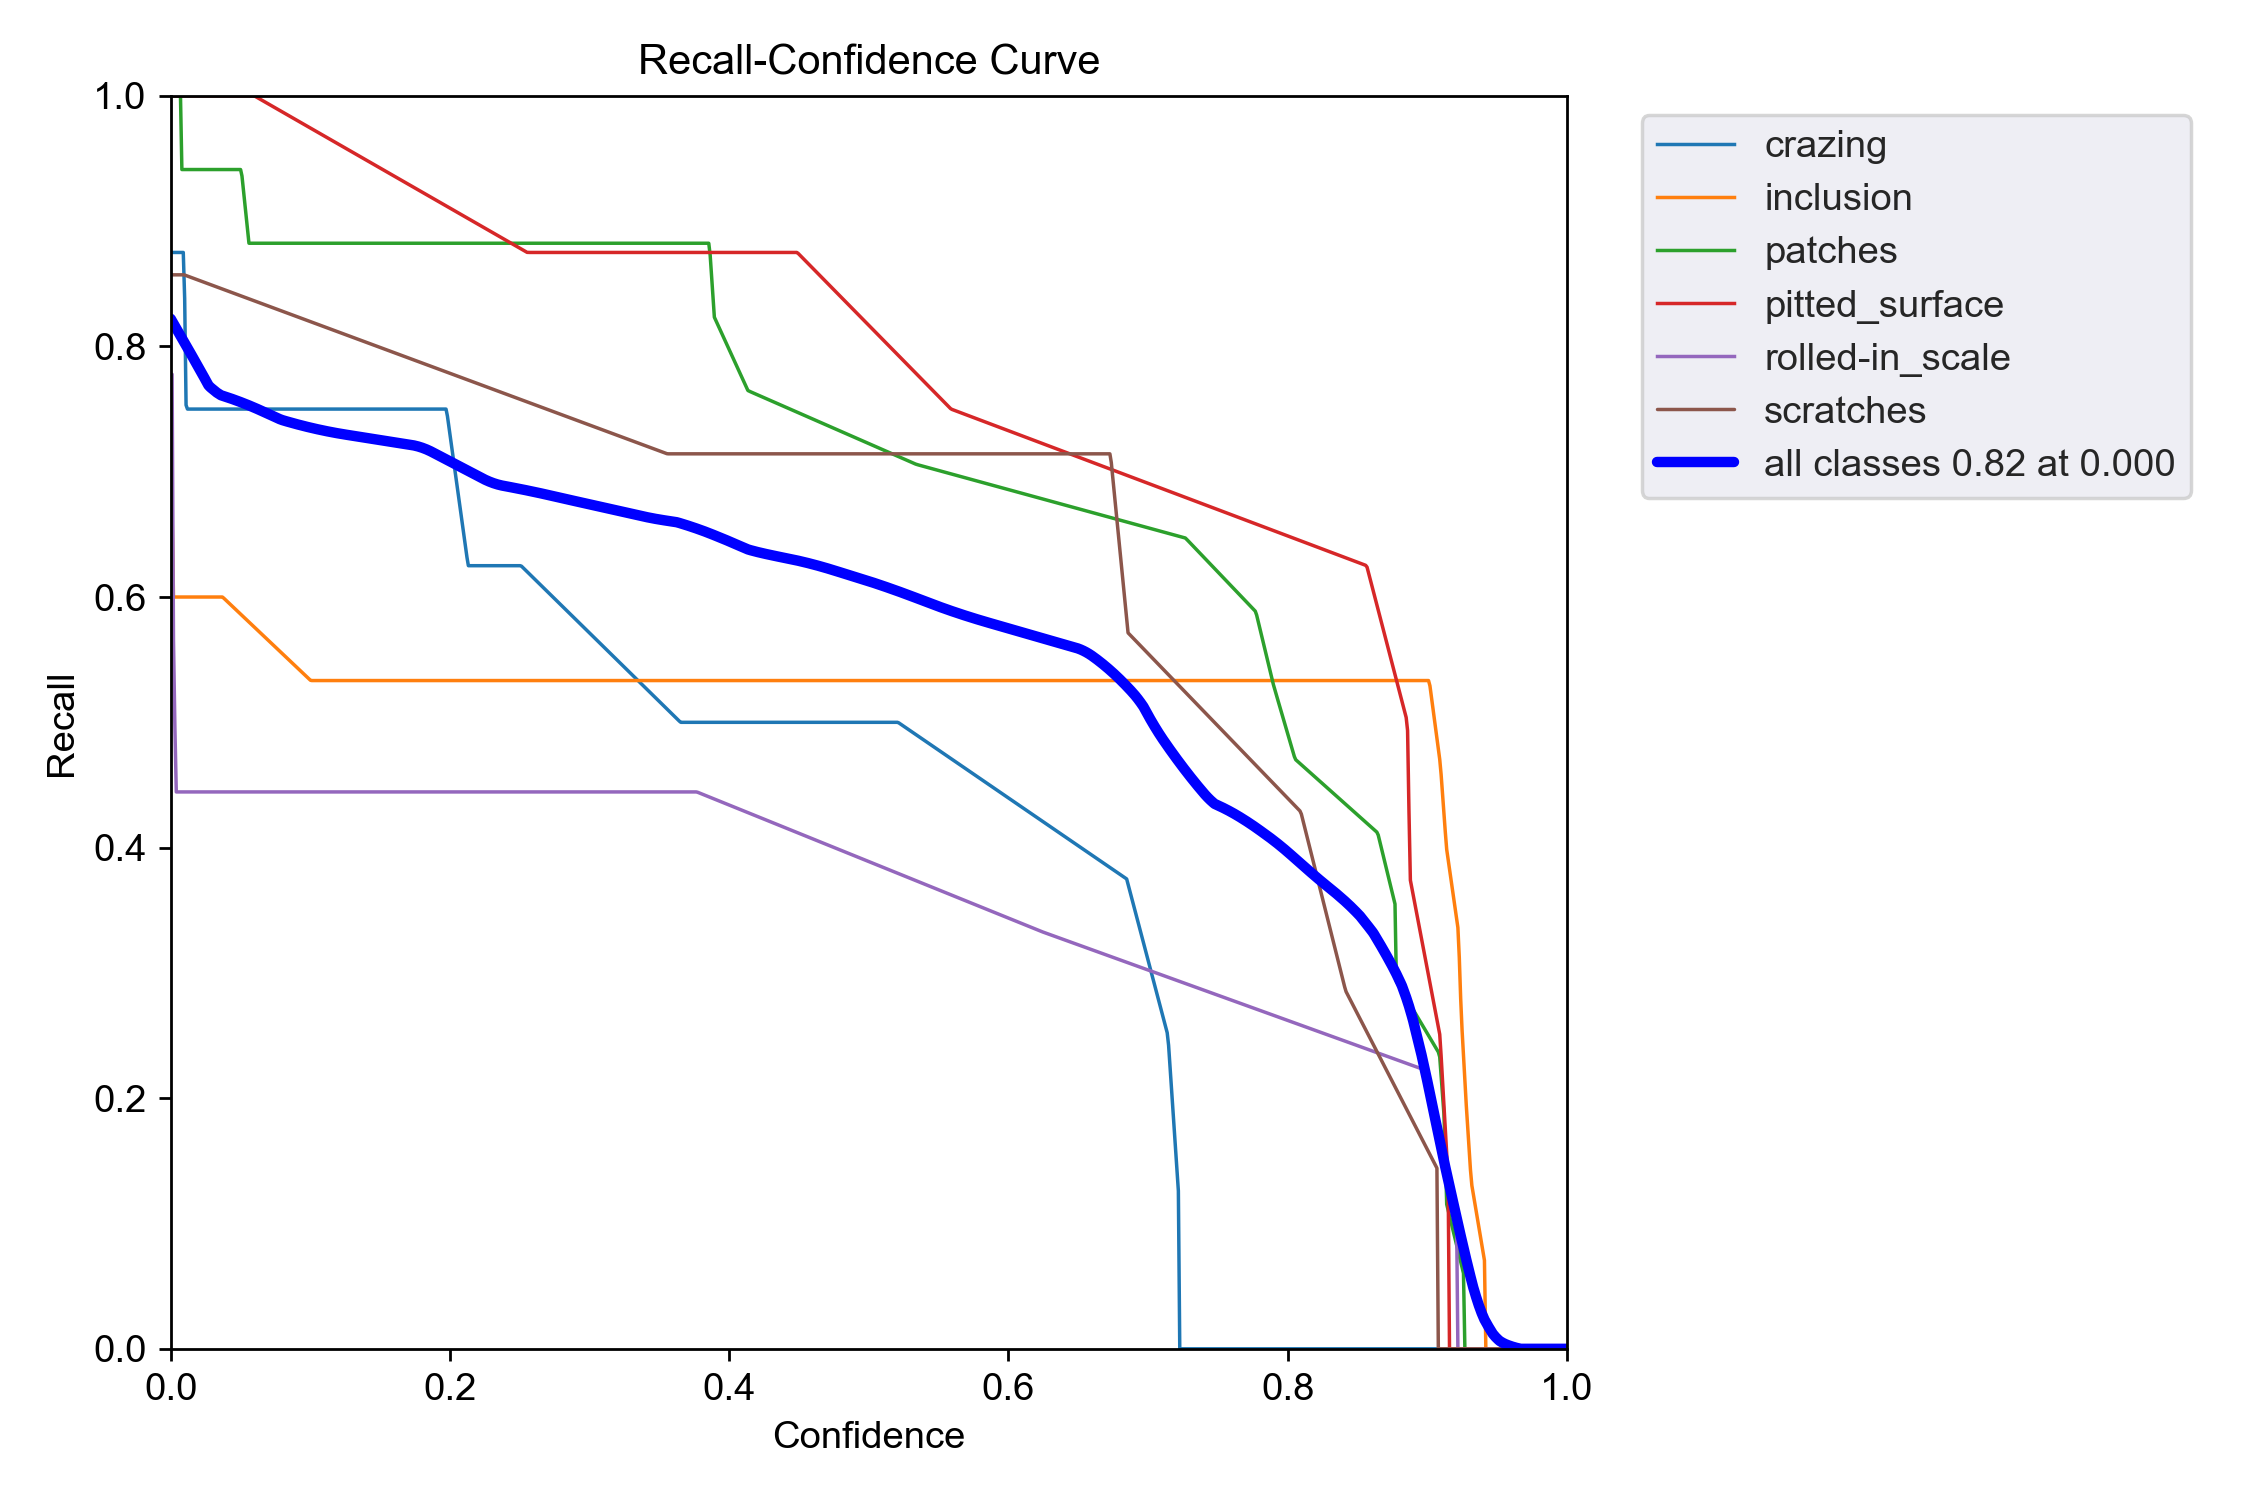 Recall-Confidence Curve
1.0
0.8
0.6
0.4
0.2
0.0
Recall
0.0 0.2 0.4 0.6 0.8 1.0
Confidence
crazing
inclusion
patches
pitted_surface
rolled-in_scale
scratches
all classes 0.82 at 0.000